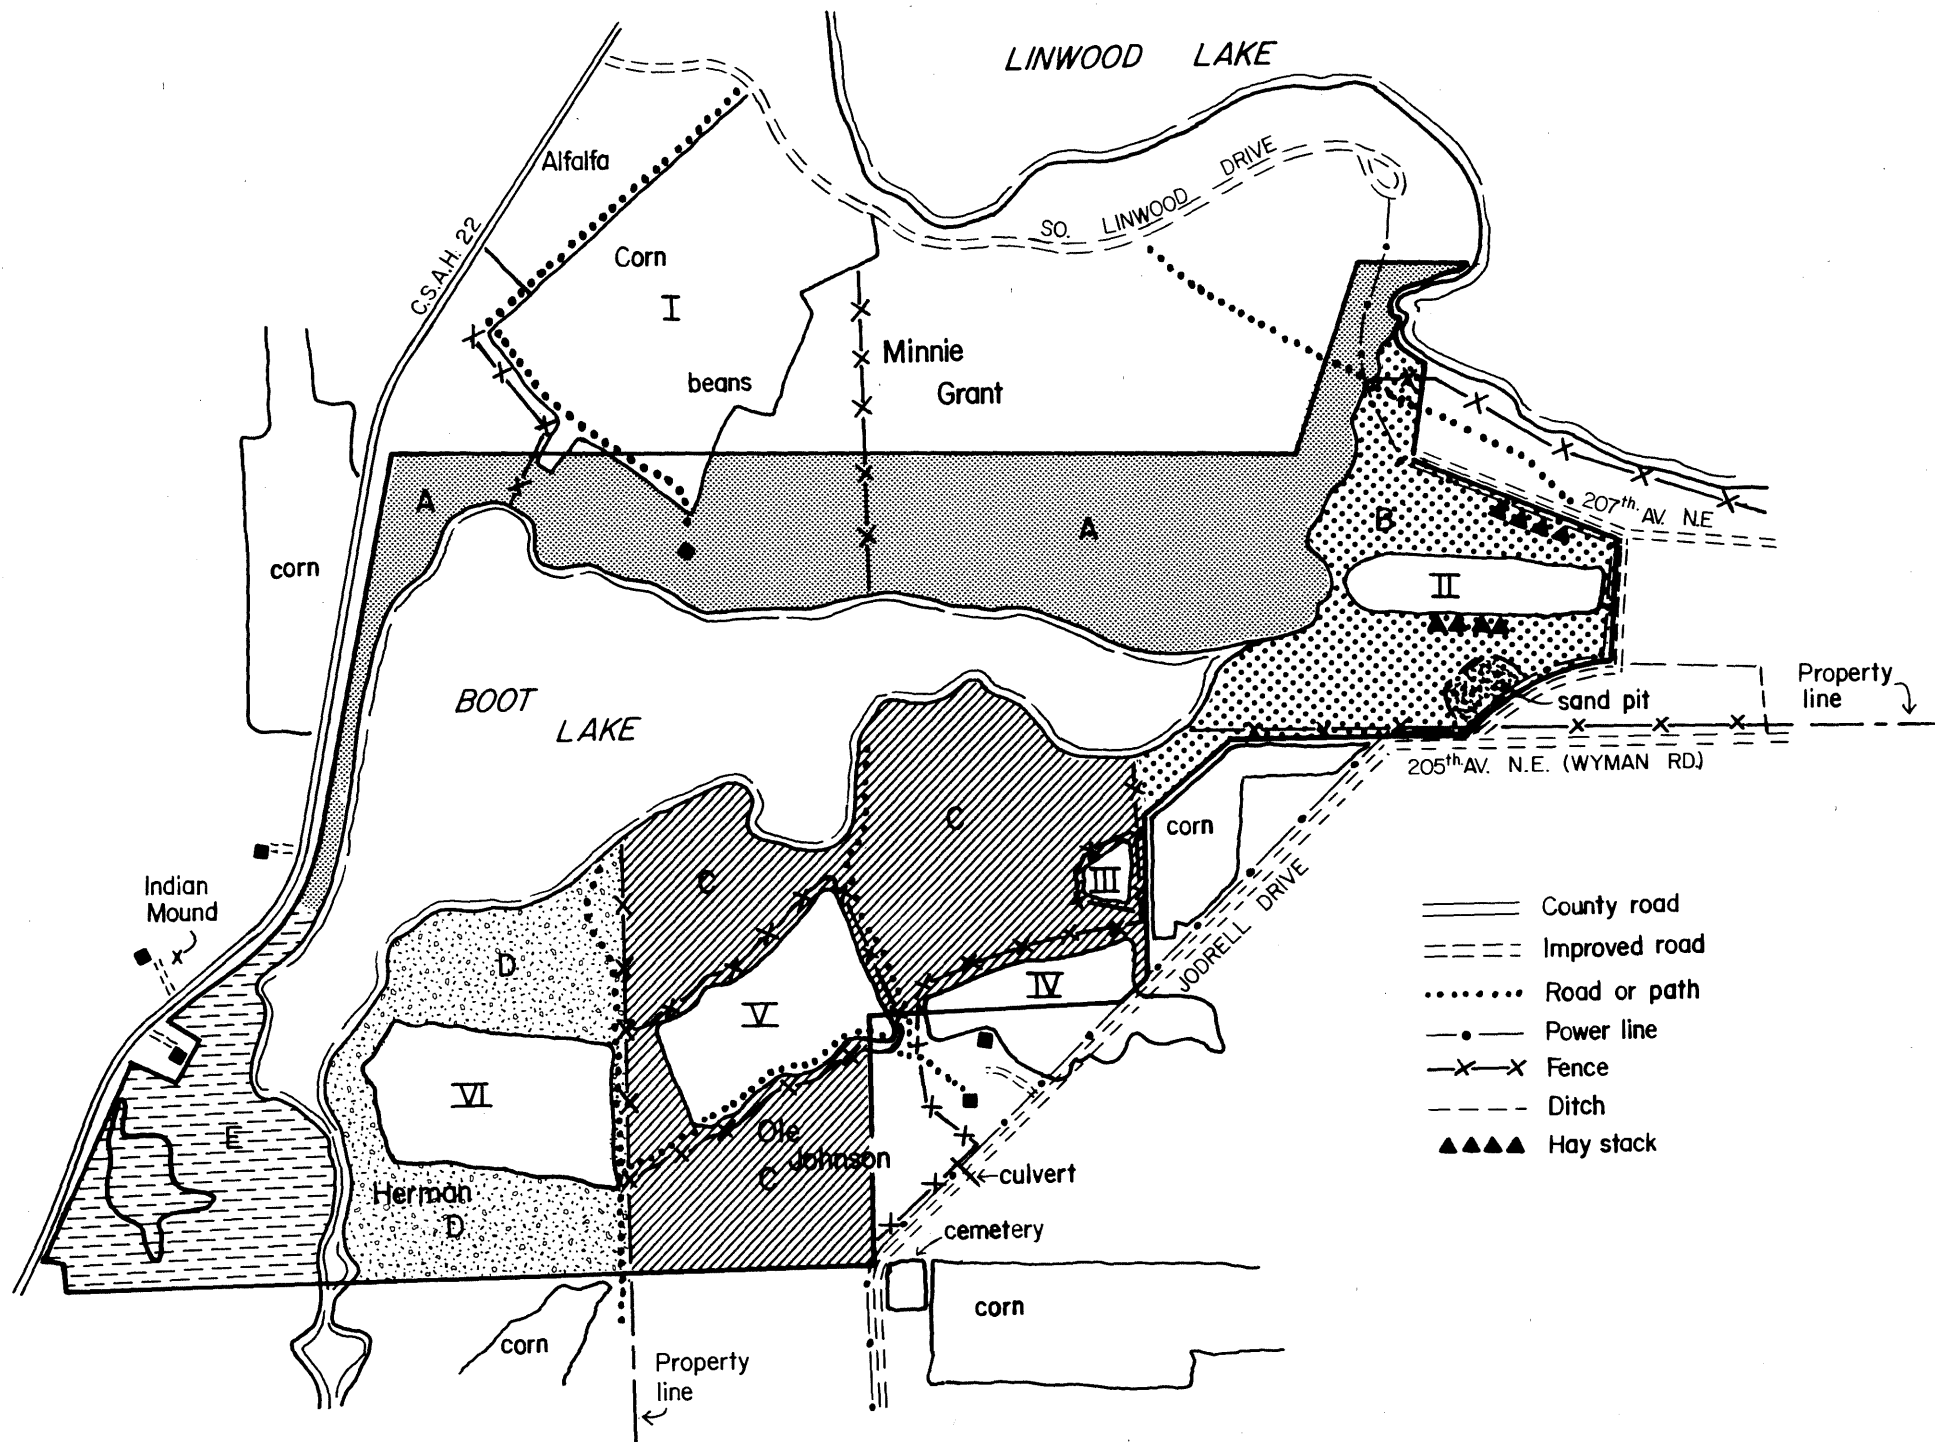 LINWOOD LAKE
SO. LINWOOD DRIVE
Alfalfa
C.S.A.H. 22
Corn
I
beans
Minnie
Grant
A
A
B
207th. AV. N.E
II
corn
BOOT
LAKE
sand pit
Property
line
205th. AV. N.E. (WYMAN RD.)
C
C
corn
III
Indian
Mound
x
JODRELL DRIVE
D
V
IV
VI
E
Ole
Johnson
C
Herman
D
culvert
cemetery
corn
corn
Property
line
County road
Improved road
Road or path
Power line
Fence
Ditch
Hay stack